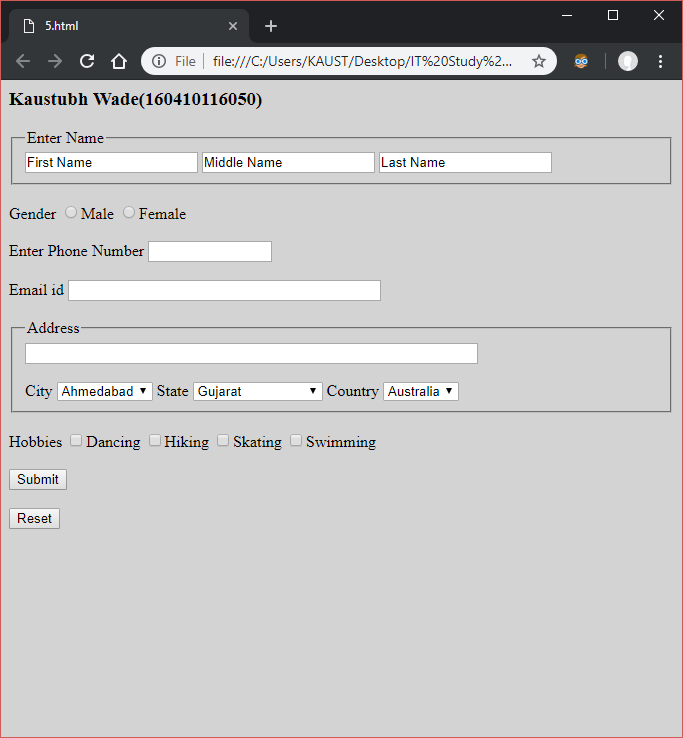 5.html
File file:///C:/Users/KAUST/Desktop/IT%20Study%2...
Kaustubh Wade(160410116050)
Enter Name
First Name Middle Name Last Name
Gender Male Female
Enter Phone Number
Email id
Address
City Ahmedabad State Gujarat Country Australia
Hobbies Dancing Hiking Skating Swimming
Submit
Reset